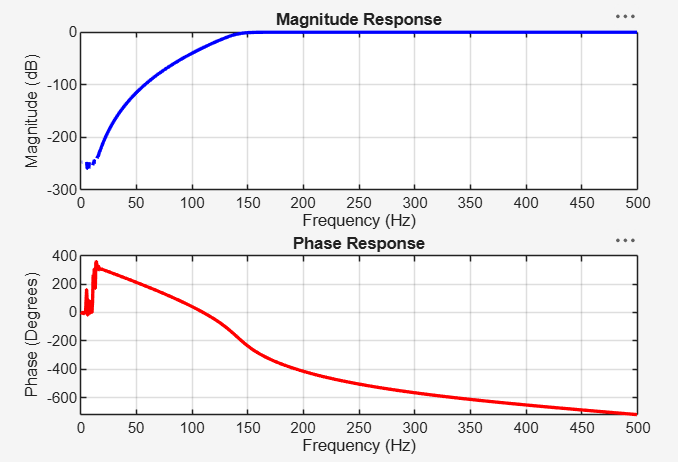 Magnitude Response
0
-100
-200
-300
Magnitude (dB)
0 50 100 150 200 250 300 350 400 450 500
Frequency (Hz)
Phase Response
400
200
0
-200
-400
-600
Phase (Degrees)
0 50 100 150 200 250 300 350 400 450 500
Frequency (Hz)